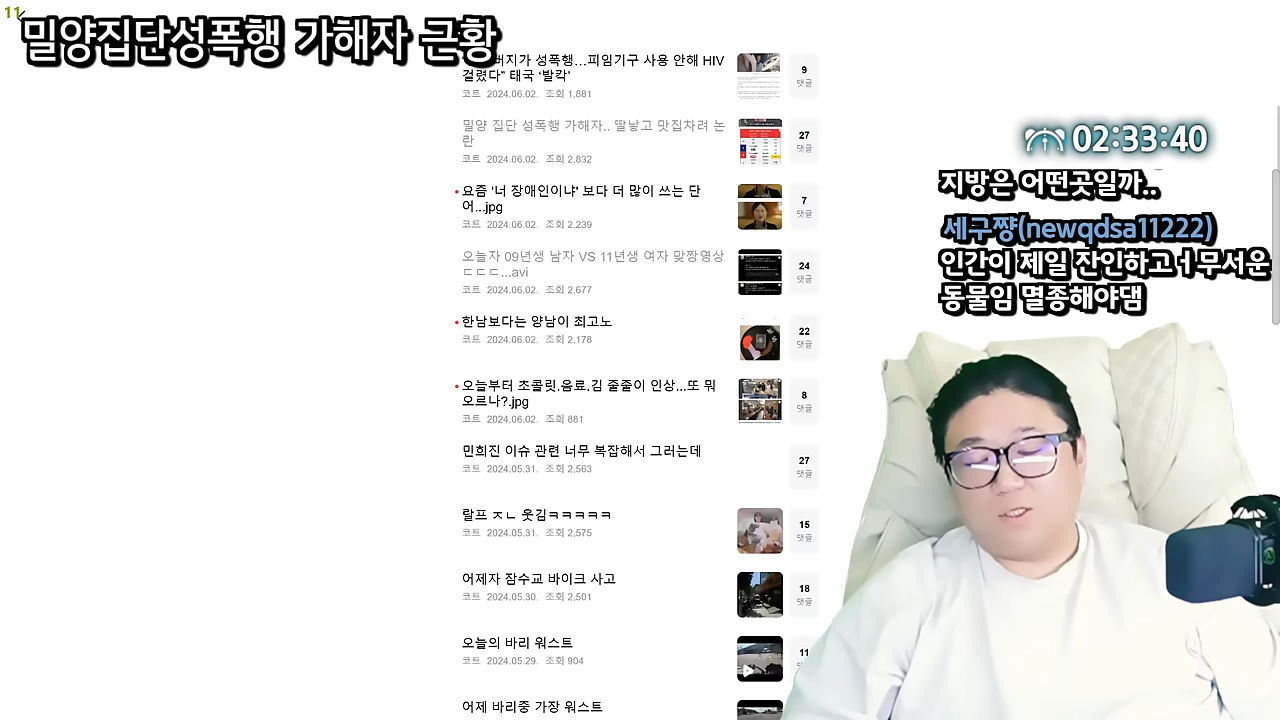 11
밀양집단성폭행 가해자 근황
버지가 성폭행…피임기구 사용 안해 HIV
걸렸다" 태국 '발칵'
코트 2024.06.02. 조회 1,881
9
댓글
밀양 집단 성폭행 가해자.. 딸낳고 맛집차려 논
란
코트 2024.06.02.
27
댓글
요즘 '너 장애인이냐' 보다 더 많이 쓰는 단
어...jpg
코트 2024.06.02. 조회 2,239
7
댓글
오늘자 09년생 남자 VS 11년생 여자 맞짱영상
ㄷㄷㄷ...avi
코트 2024.06.02. 조회 2,677
24
댓글
한남보다는 양남이 최고노
코트 2024.06.02. 조회 2,178
22
댓글
오늘부터 초콜릿.음료.김 줄줄이 인상...또 뭐
오르나?.jpg
코트 2024.06.02. 조회 881
8
댓글
민희진 이슈 관련 너무 복잡해서 그러는데
코트 2024.05.31. 조회 2,563
27
댓글
랄프 ㅈㄴ 웃김ㅋㅋㅋㅋㅋ
코트 2024.05.31. 조회 2,575
15
댓글
어제자 잠수교 바이크 사고
코트 2024.05.30. 조회 2,501
18
댓글
오늘의 바리 워스트
코트 2024.05.29. 조회 904
11
어제 바리중 가장 워스트
02:33:40
지방은 어떤곳일까..
세구쨩(newqdsa11222)
인간이 제일 잔인하고 ㅓ무서운
동물임 멸종해야댐